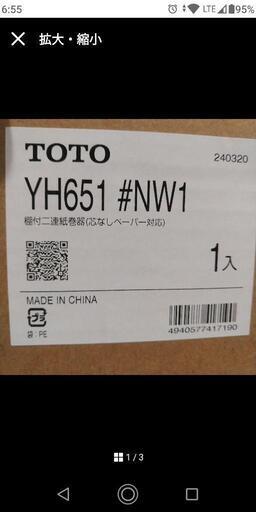 6:55
LTE 95%
× 拡大・縮小
TOTO
240320
YH651 #NW1
棚付二連紙巻器(芯なしペーパー対応)
1入
MADE IN CHINA
プラ
袋:PE
4940577417190
1/3